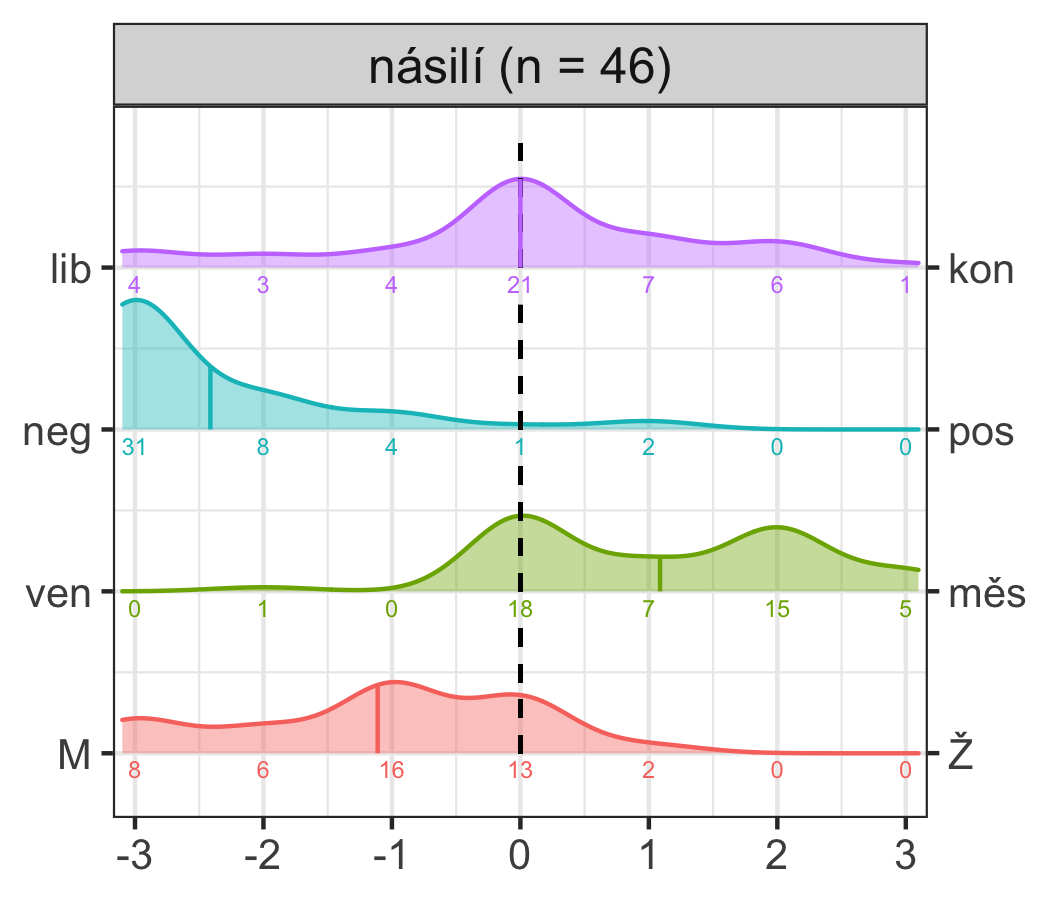 násilí (n = 46)
lib kon
4 3 4 21 7 6 1
neg pos
31 8 4 1 2 0 0
ven měs
0 1 0 18 7 15 5
M Ž
8 6 16 13 2 0 0
-3 -2 -1 0 1 2 3